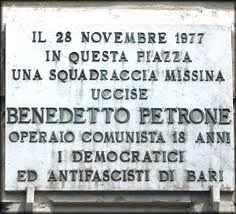 IL 28 NOVEMBRE 1977
IN QUESTA PIAZZA
UNA SQUADRACCIA MISSINA
UCCISE
BENEDETTO PETRONE
OPERAIO COMUNISTA 18 ANNI
I DEMOCRATICI
ED ANTIFASCISTI DI BARI